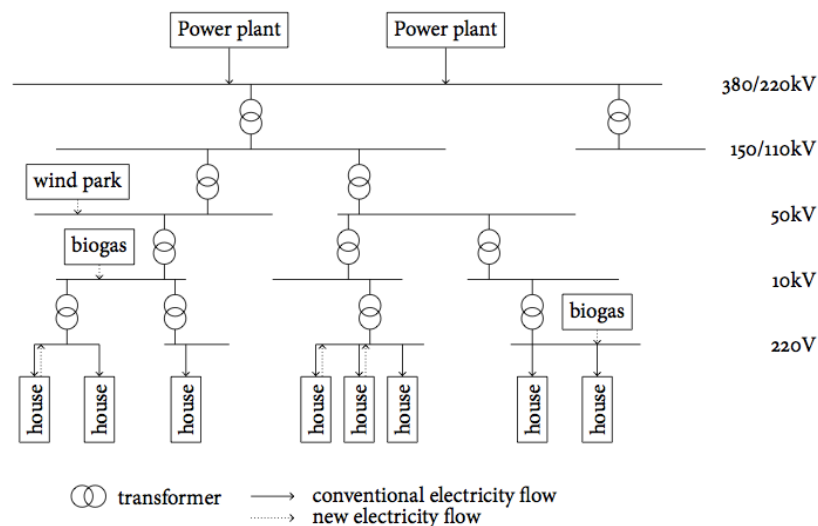 Power plant
Power plant
380/220kV
150/110kV
wind park
50kV
biogas
10kV
biogas
220V
house
house
house
house
house
house
house
house
transformer
conventional electricity flow
new electricity flow